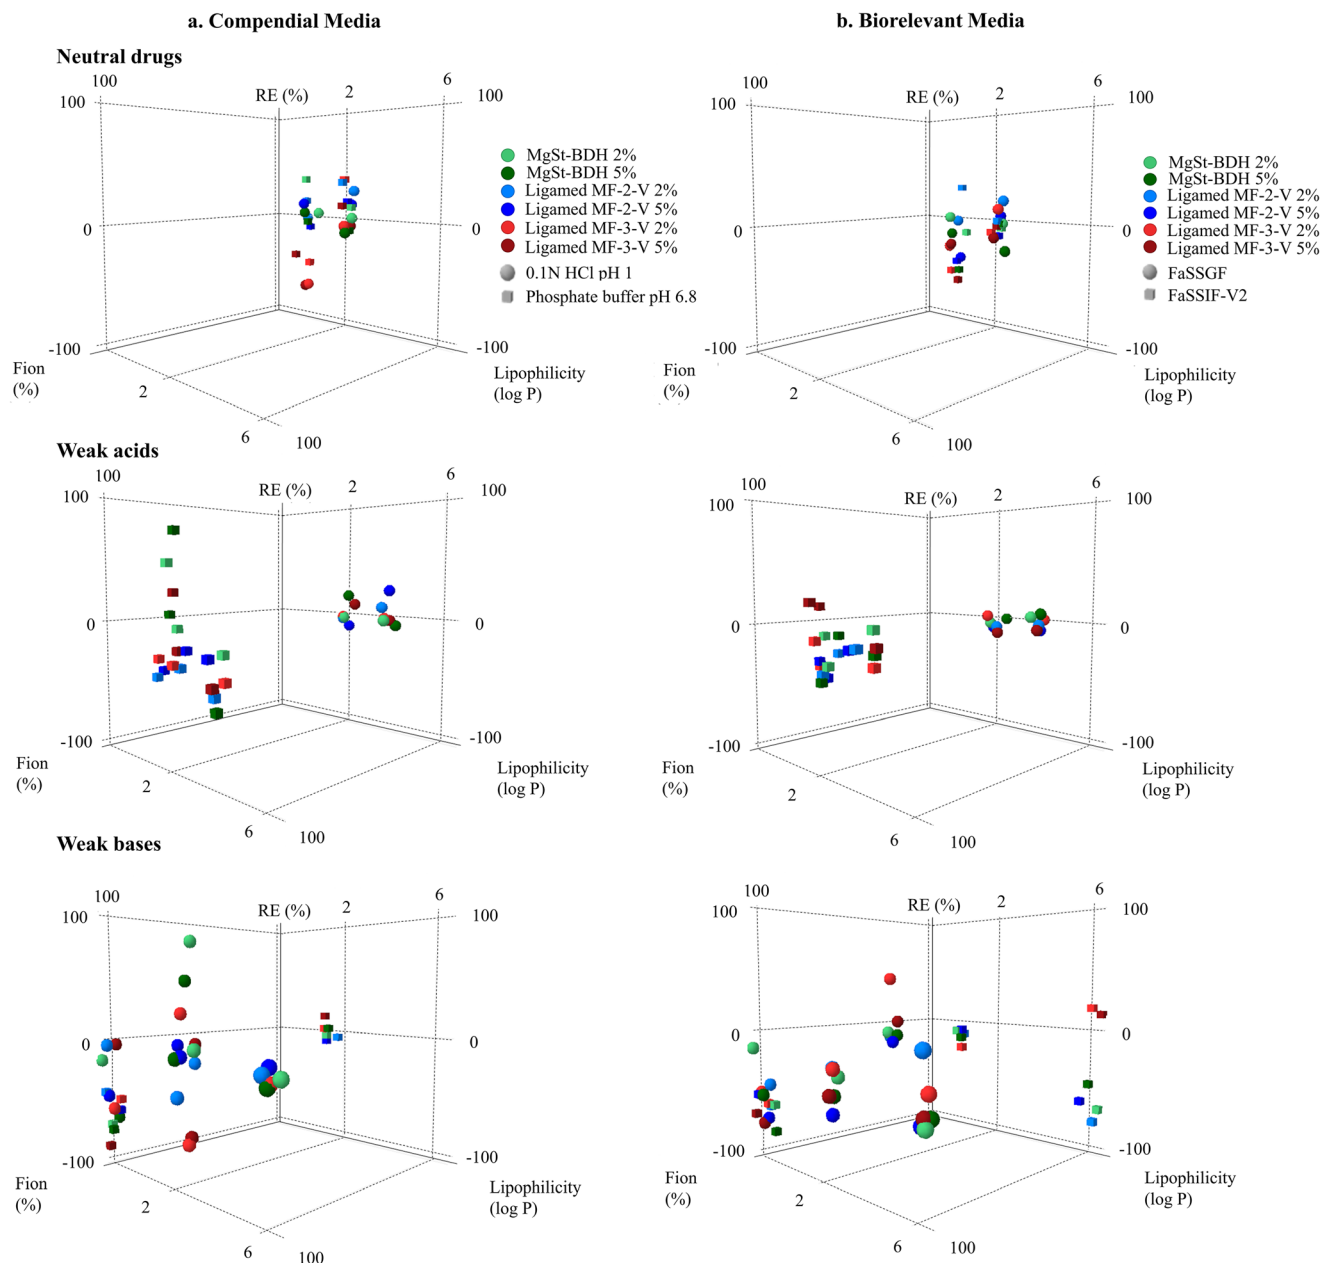 a. Compendial Media
b. Biorelevant Media
Neutral drugs
100
6
100
RE (%)
2
100
0
0
-100
-100
Fion
(%)
2
Lipophilicity
(log P)
6
100
MgSt-BDH 2%
MgSt-BDH 5%
Ligamed MF-2-V 2%
Ligamed MF-2-V 5%
Ligamed MF-3-V 2%
Ligamed MF-3-V 5%
0.1N HCl pH 1
Phosphate buffer pH 6.8
100
6
100
RE (%)
2
100
0
0
-100
-100
Fion
(%)
2
Lipophilicity
(log P)
6
100
MgSt-BDH 2%
MgSt-BDH 5%
Ligamed MF-2-V 2%
Ligamed MF-2-V 5%
Ligamed MF-3-V 2%
Ligamed MF-3-V 5%
FaSSGF
FaSSIF-V2
Weak acids
100
6
100
RE (%)
2
100
0
0
-100
-100
Fion
(%)
2
Lipophilicity
(log P)
6
100
100
6
100
RE (%)
2
100
0
0
-100
-100
Fion
(%)
2
Lipophilicity
(log P)
6
100
Weak bases
100
6
100
RE (%)
2
100
0
0
-100
-100
Fion
(%)
2
Lipophilicity
(log P)
6
100
100
6
100
RE (%)
2
100
0
0
-100
-100
Fion
(%)
2
Lipophilicity
(log P)
6
100